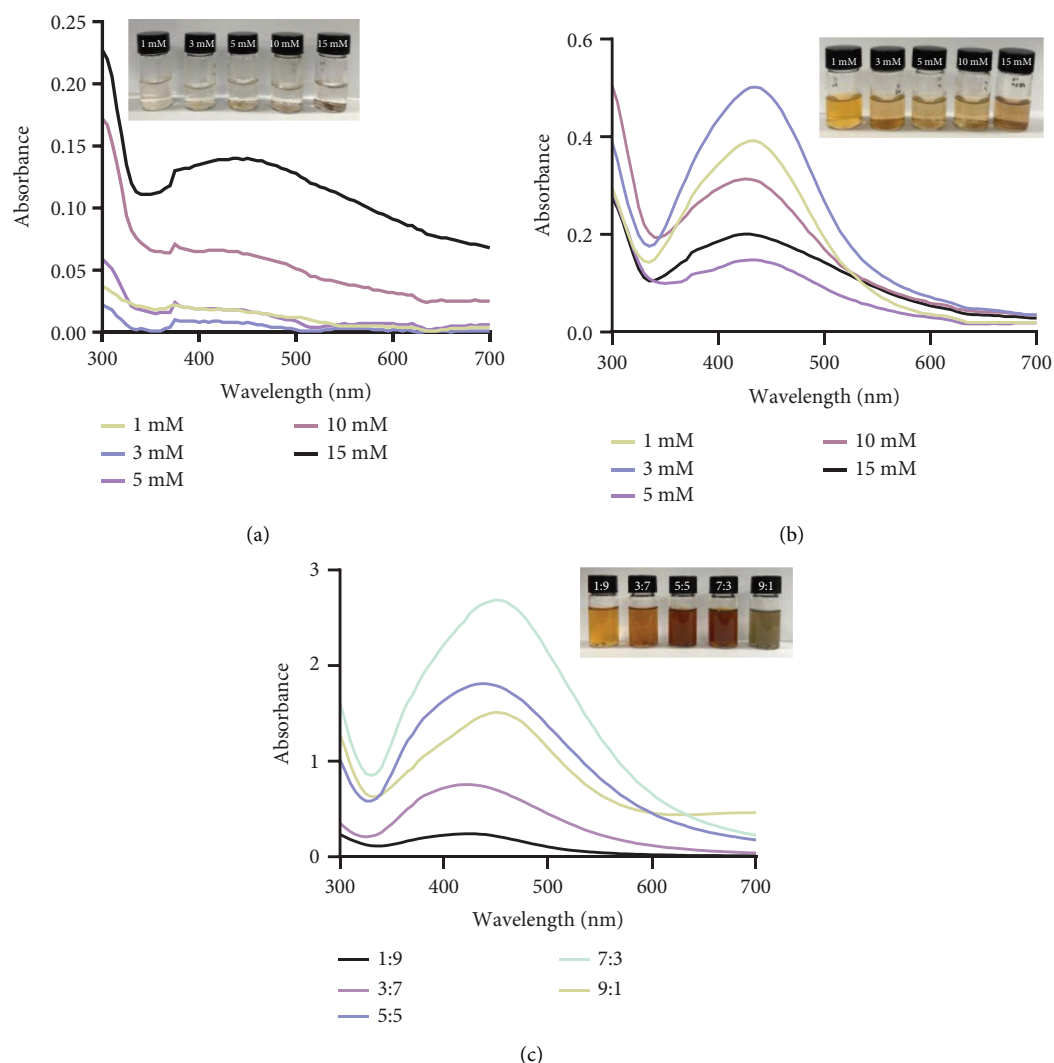 0.25
0.20
0.15
0.10
0.05
0.00
Absorbance
1 mM 3 mM 5 mM 10 mM 15 mM
300 400 500 600 700
Wavelength (nm)
1 mM 10 mM
3 mM 15 mM
5 mM
(a)
0.6
0.4
0.2
0.0
Absorbance
1 mM 3 mM 5 mM 10 mM 15 mM
300 400 500 600 700
Wavelength (nm)
1 mM 10 mM
3 mM 15 mM
5 mM
(b)
3
2
1
0
Absorbance
1:9 3:7 5:5 7:3 9:1
300 400 500 600 700
Wavelength (nm)
1:9 7:3
3:7 9:1
5:5
(c)